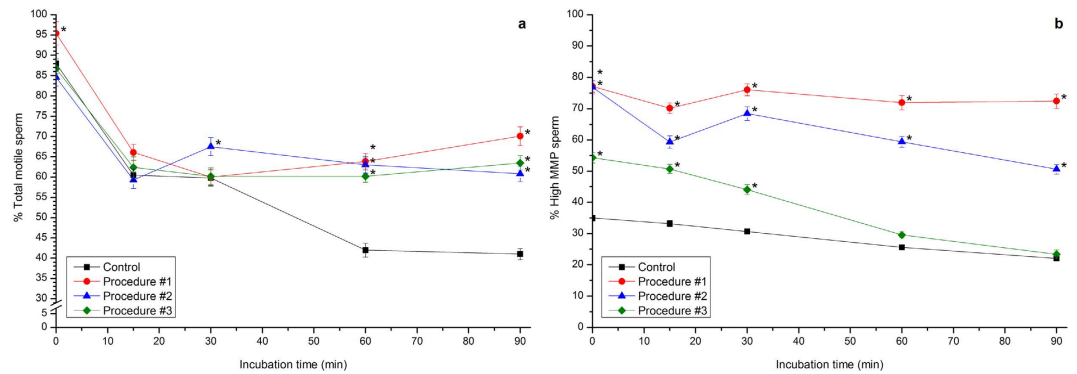 a
% Total motile sperm
100
95
90
85
80
75
70
65
60
55
50
45
40
35
30
5
0
* * * * * * * * *
Control
Procedure #1
Procedure #2
Procedure #3
0 10 20 30 40 50 60 70 80 90
Incubation time (min)
b
% High MMP sperm
100
90
80
70
60
50
40
30
20
10
0
* * * * * * * * * * * * *
Control
Procedure #1
Procedure #2
Procedure #3
0 10 20 30 40 50 60 70 80 90
Incubation time (min)